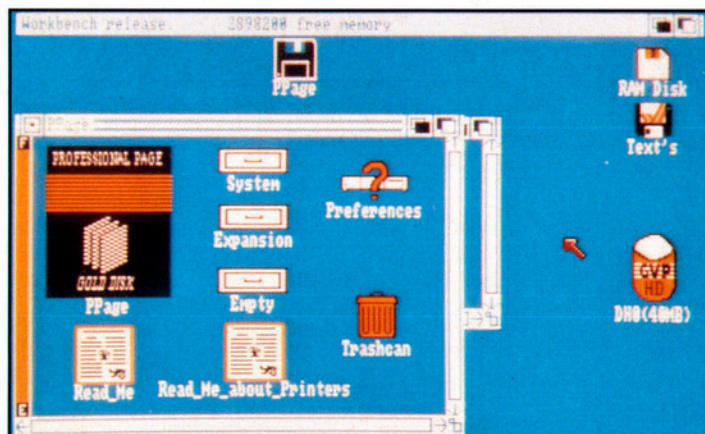 Workbench release. 2898200 free memory
PPage
RAM Disk
Text's
PPage
F
PROFESSIONAL PAGE
GOLD DISK
PPage
System
Expansion
Empty
Preferences
?
Trashcan
Read_Me
Read_Me_about_Printers
E
GVP
HD
DH0(40MB)